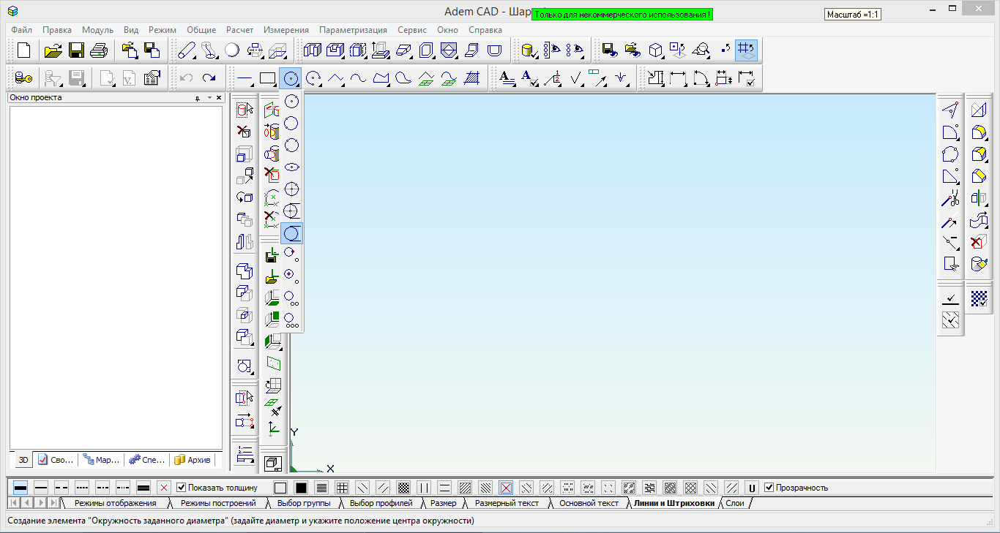 Adem CAD - Шар
Только для некоммерческого использования !
Масштаб =1:1
Файл Правка Модуль Вид Режим Общие Расчет Измерения Параметризация Сервис Окно Справка
Окно проекта
Y
X
3D Сво... Мар... Спе... Архив
Показать толщину U Прозрачность
Режимы отображения Режимы построений Выбор группы Выбор профилей Размер Размерный текст Основной текст Линии и Штриховки Слои
Создание элемента "Окружность заданного диаметра" (задайте диаметр и укажите положение центра окружности)